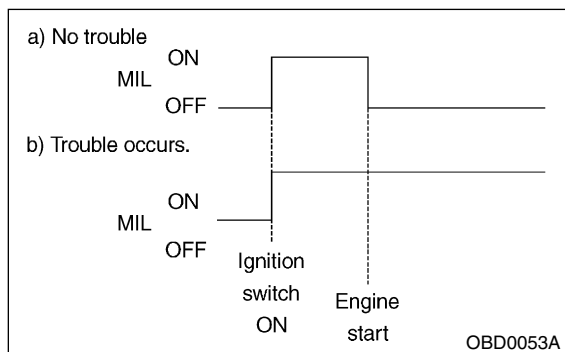 a) No trouble
ON
MIL
OFF
b) Trouble occurs.
ON
MIL
OFF
Ignition
switch
ON
Engine
start
OBD0053A